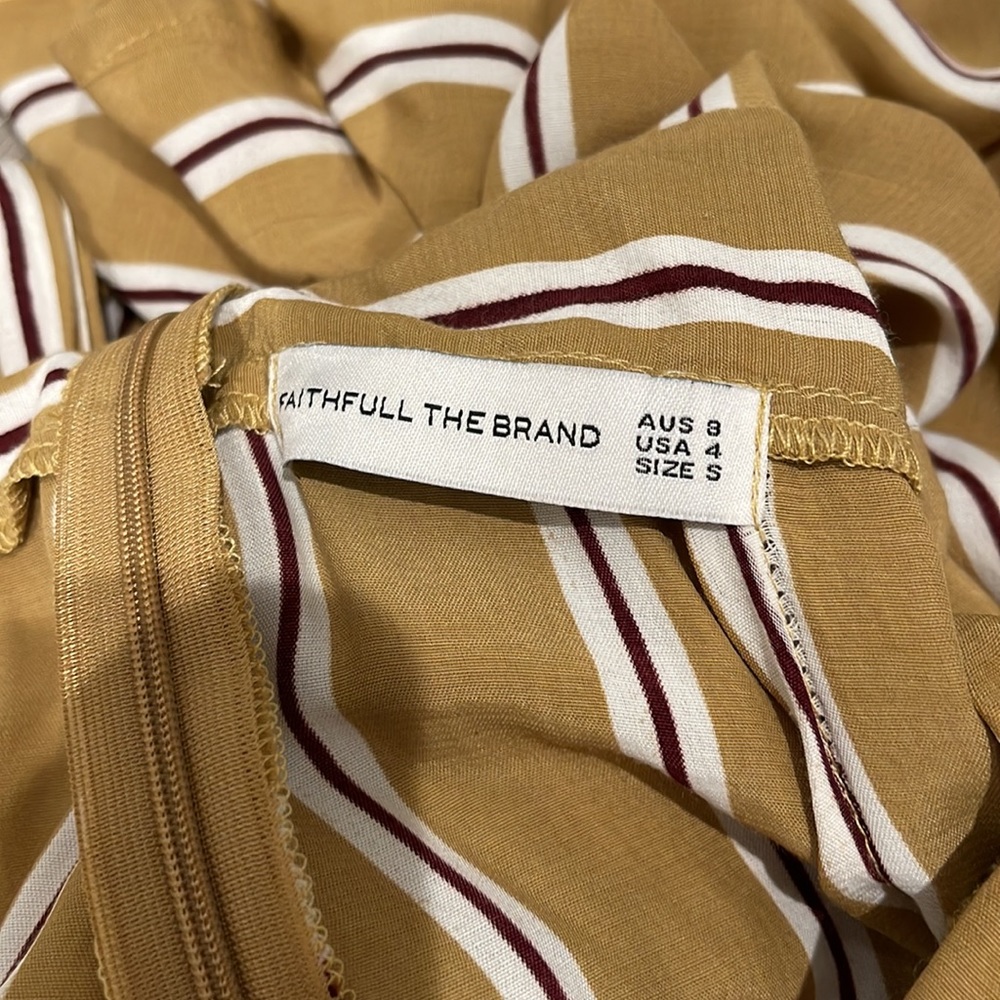 FAITHFULL THE BRAND
AUS 8
USA 4
SIZE S